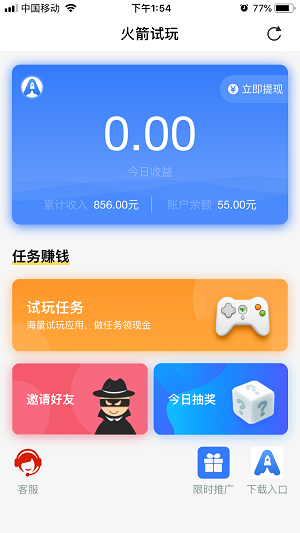 中国移动 下午1:54 77%
火箭试玩
立即提现
0.00
今日收益
累计收入 856.00元 账户余额 55.00元
任务赚钱
试玩任务
海量试玩应用、做任务领现金
邀请好友 今日抽奖
? ? ?
客服 限时推广 下载入口